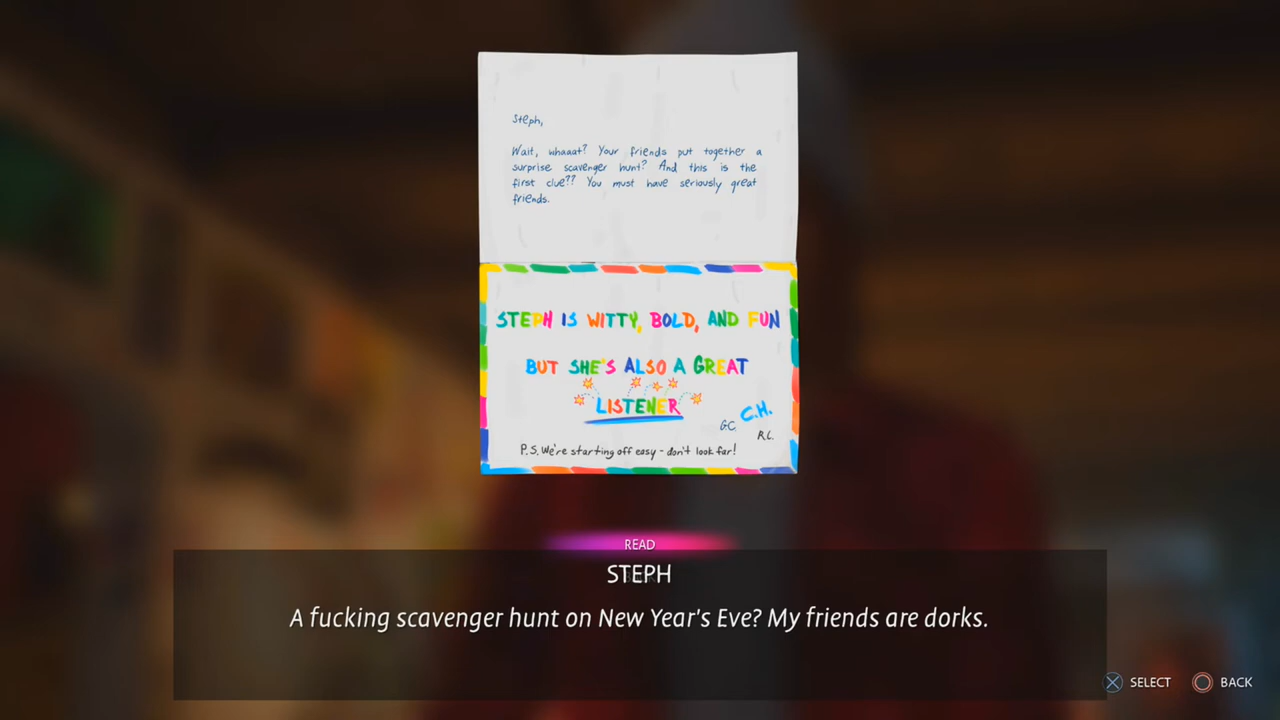 Steph,
Wait, whaaat? Your friends put together a
surprise scavenger hunt? And this is the
first clue?? You must have seriously great
friends.
STEPH IS WITTY, BOLD, AND FUN
BUT SHE'S ALSO A GREAT
LISTENER
C.H.
G.C.
R.L.
P.S. We're starting off easy - don't look far!
READ
STEPH
A fucking scavenger hunt on New Year's Eve? My friends are dorks.
SELECT
BACK